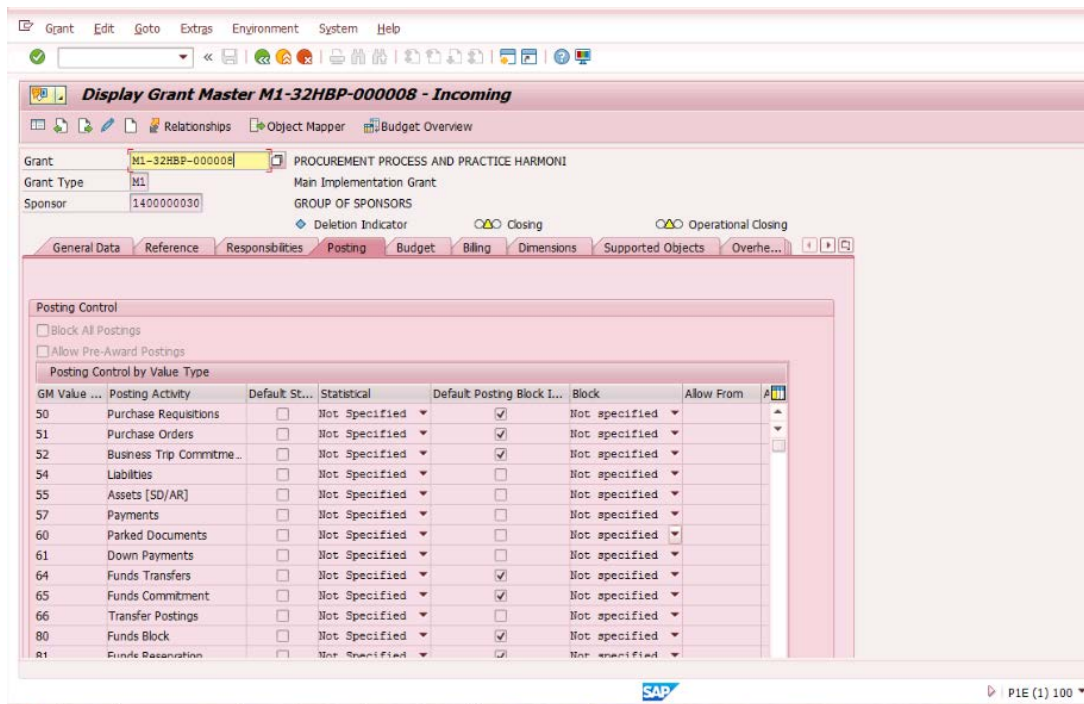 Grant Edit Goto Extras Environment System Help
Display Grant Master M1-32HBP-000008 - Incoming
Relationships Object Mapper Budget Overview
Grant M1-32HBP-000008 PROCUREMENT PROCESS AND PRACTICE HARMONI
Grant Type M1 Main Implementation Grant
Sponsor 1400000030 GROUP OF SPONSORS
Deletion Indicator Closing Operational Closing
General Data Reference Responsbilities Posting Budget Billing Dimensions Supported Objects Overhe...
Posting Control
Block All Postings
Allow Pre-Award Postings
Posting Control by Value Type
GM Value ... Posting Activity Default St... Statistical Default Posting Block I... Block Allow From A
50 Purchase Requisitions Not Specified Not specified
51 Purchase Orders Not Specified Not specified
52 Business Trip Commitme... Not Specified Not specified
54 Liabilities Not Specified Not specified
55 Assets [SD/AR] Not Specified Not specified
57 Payments Not Specified Not specified
60 Parked Documents Not Specified Not specified
61 Down Payments Not Specified Not specified
64 Funds Transfers Not Specified Not specified
65 Funds Commitment Not Specified Not specified
66 Transfer Postings Not Specified Not specified
80 Funds Block Not Specified Not specified
81 Funds Reservation Not Specified Not specified
SAP P1E (1) 100